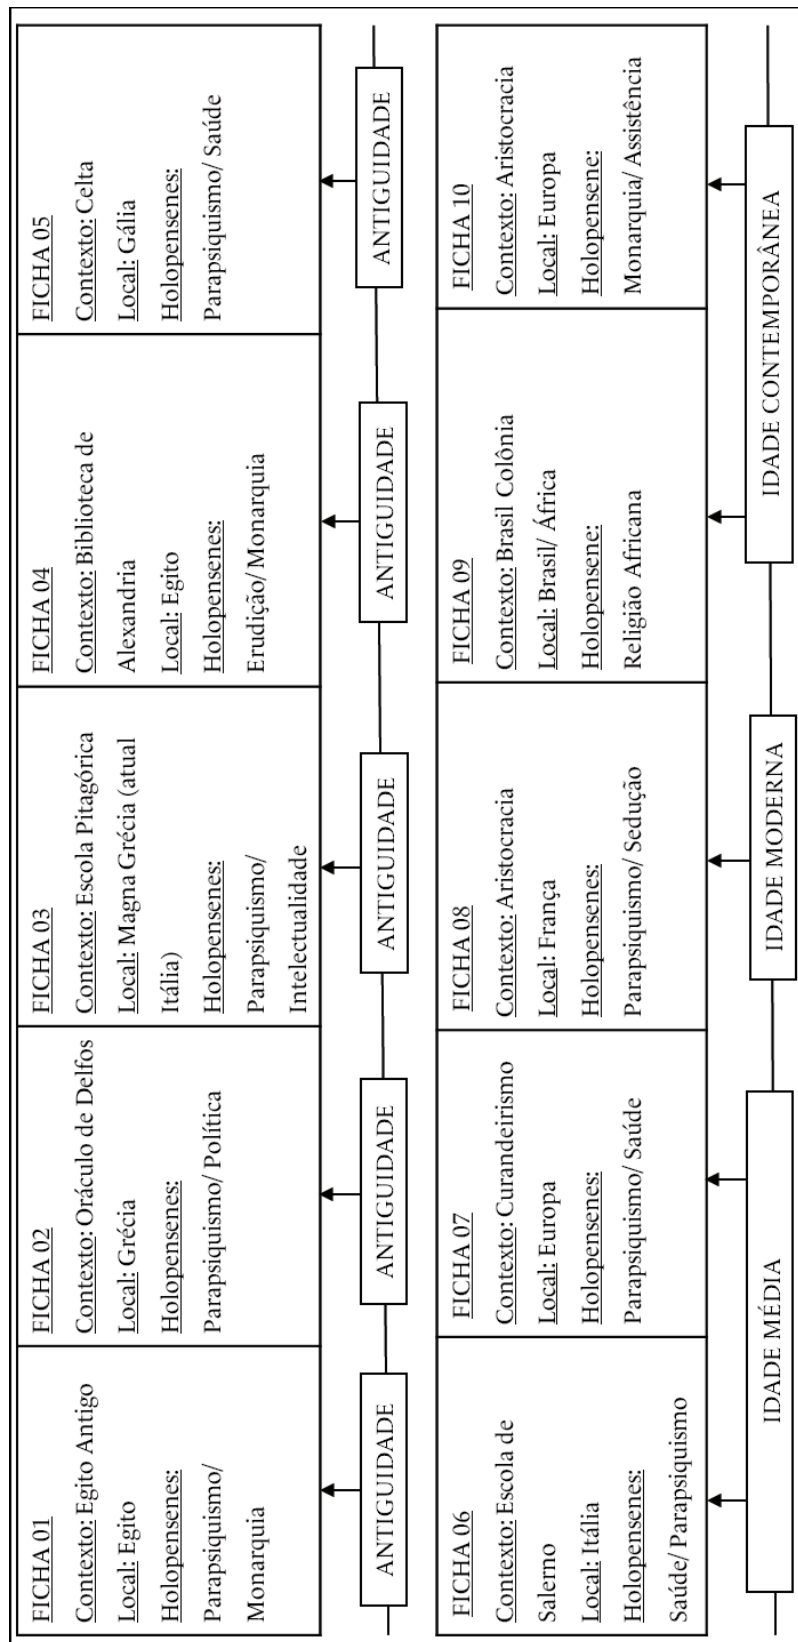 FICHA 01
Contexto: Egito Antigo
Local: Egito
Holopensenes:
Parapsiquismo/
Monarquia
FICHA 02
Contexto: Oráculo de Delfos
Local: Grécia
Holopensenes:
Parapsiquismo/ Política
FICHA 03
Contexto: Escola Pitagórica
Local: Magna Grécia (atual
Itália)
Holopensenes:
Parapsiquismo/
Intelectualidade
FICHA 04
Contexto: Biblioteca de
Alexandria
Local: Egito
Holopensenes:
Erudição/ Monarquia
FICHA 05
Contexto: Celta
Local: Gália
Holopensenes:
Parapsiquismo/ Saúde
ANTIGUIDADE
ANTIGUIDADE
ANTIGUIDADE
ANTIGUIDADE
ANTIGUIDADE
FICHA 06
Contexto: Escola de
Salerno
Local: Itália
Holopensenes:
Saúde/ Parapsiquismo
FICHA 07
Contexto: Curandeirismo
Local: Europa
Holopensenes:
Parapsiquismo/ Saúde
FICHA 08
Contexto: Aristocracia
Local: França
Holopensenes:
Parapsiquismo/ Sedução
FICHA 09
Contexto: Brasil Colônia
Local: Brasil/ África
Holopensene:
Religião Africana
FICHA 10
Contexto: Aristocracia
Local: Europa
Holopensene:
Monarquia/ Assistência
IDADE MÉDIA
IDADE MODERNA
IDADE CONTEMPORÂNEA